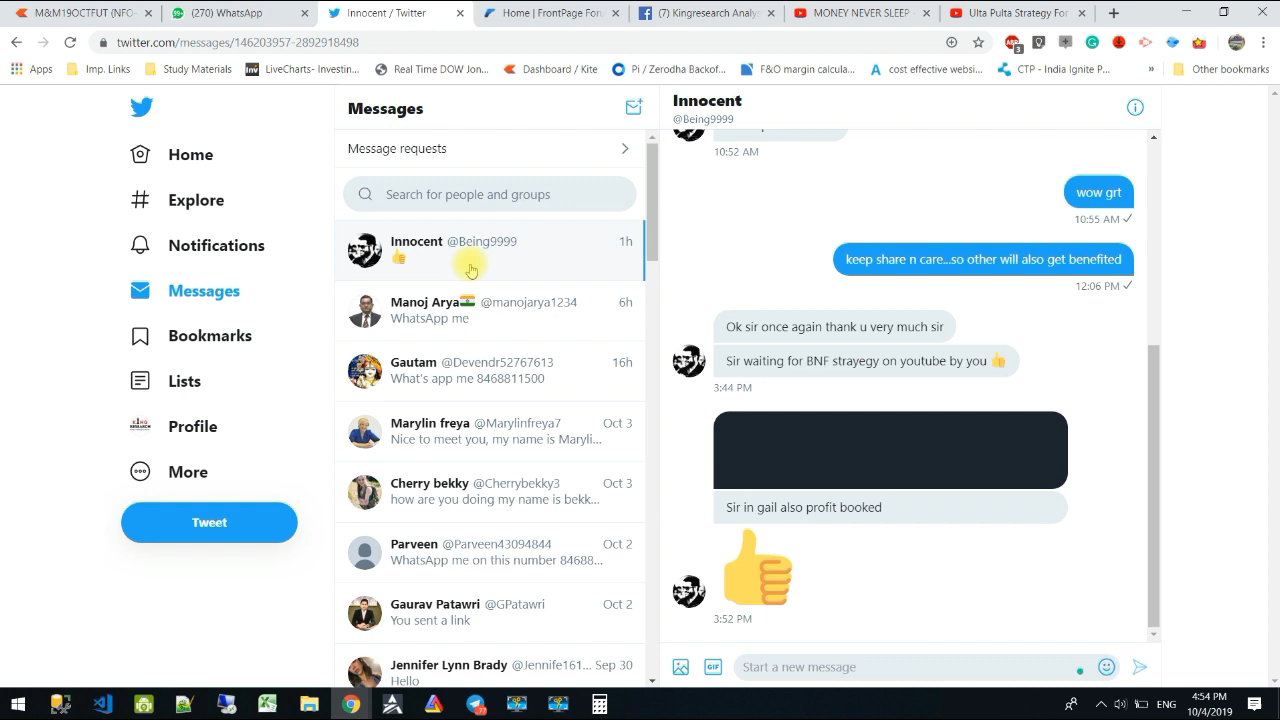 M&M19OCTFUT (NFO
(270) WhatsApp
Innocent / Twitter
Home | FrontPage For
(7) Kingresearch Analy
MONEY NEVER SLEEP -
Ulta Pulta Strategy For
twitter.com/messages/146203957-2892918498
3
Apps
Imp. Links
Study Materials
LiveCharts- Investin...
Real Time DOW Jon...
Dashboard / Kite
Pi / Zerodha Backof...
F&O margin calcula...
cost effective websi...
CTP - India Ignite P...
»
Other bookmarks
Home
Explore
Notifications
Messages
Bookmarks
Lists
Profile
More
Tweet
Messages
Message requests
Search for people and groups
Innocent @Being9999 1h
👍
Manoj Arya🇮🇳 @manojarya1234 6h
WhatsApp me
Gautam @Devendr52767613 16h
What's app me 8468811500
Marylin freya @Marylinfreya7 Oct 3
Nice to meet you, my name is Maryli...
Cherry bekky @Cherrybekky3 Oct 3
how are you doing my name is bekk...
Parveen @Parveen43094844 Oct 2
WhatsApp me on this number 84688...
Gaurav Patawri @GPatawri Oct 2
You sent a link
Jennifer Lynn Brady @Jennife161... Sep 30
Hello
Innocent
@Being9999
10:52 AM
wow grt
10:55 AM ✓
keep share n care...so other will also get benefited
12:06 PM ✓
Ok sir once again thank u very much sir
Sir waiting for BNF strayegy on youtube by you 👍
3:44 PM
Sir in gail also profit booked
👍
3:52 PM
GIF
Start a new message
ENG
4:54 PM
10/4/2019